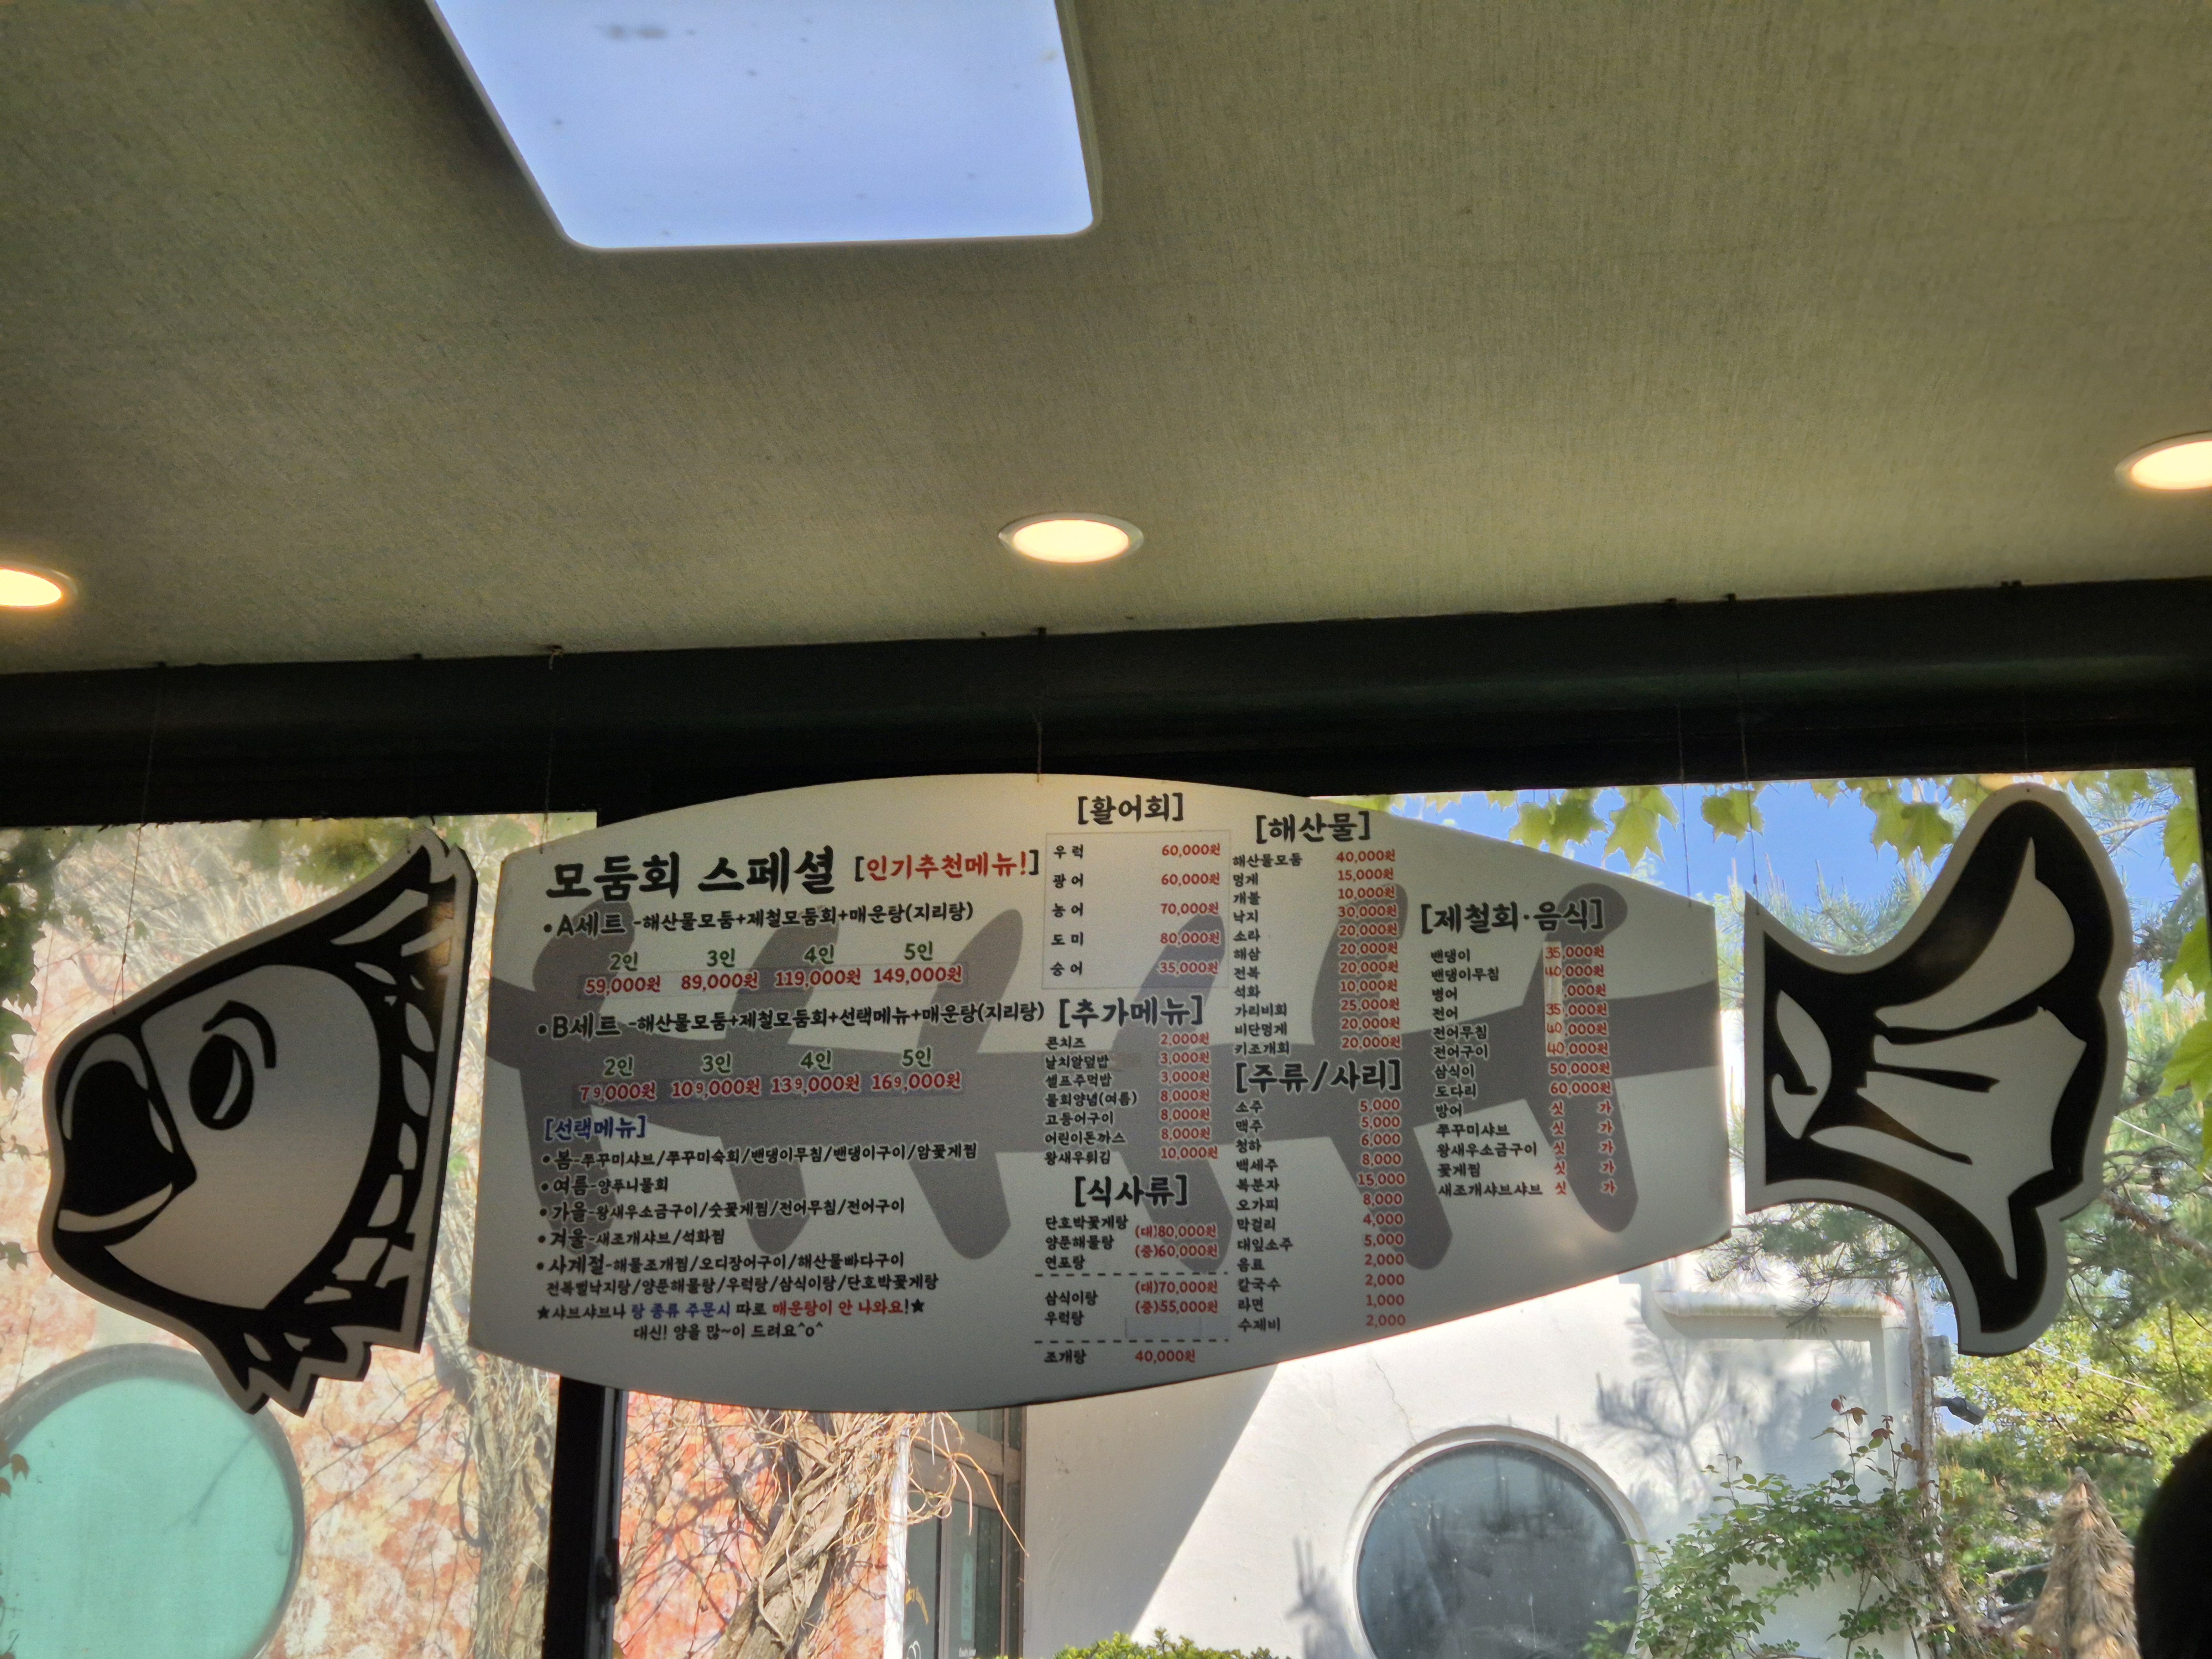 모둠회 스페셜 [인기추천메뉴!]
•A세트 -해산물모둠+제철모둠회+매운탕(지리탕)
2인 3인 4인 5인
59,000원 89,000원 119,000원 149,000원
•B세트 -해산물모둠+제철모둠회+선택메뉴+매운탕(지리탕)
2인 3인 4인 5인
79,000원 109,000원 139,000원 169,000원
[선택메뉴]
•봄-쭈꾸미샤브/쭈꾸미숙회/밴댕이무침/밴댕이구이/암꽃게찜
•여름-양푸니물회
•가을-왕새우소금구이/숫꽃게찜/전어무침/전어구이
•겨울-새조개샤브/석화찜
•사계절-해물조개찜/오디장어구이/해산물빠다구이
전복뻘낙지탕/양푼해물탕/우럭탕/삼식이탕/단호박꽃게탕
★샤브샤브나 탕 종류 주문시 따로 매운탕이 안 나와요!★
대신! 양을 많~이 드려요^o^
[활어회]
우럭 60,000원
광어 60,000원
농어 70,000원
도미 80,000원
숭어 35,000원
[추가메뉴]
콘치즈 2,000원
날치알덮밥 3,000원
셀프주먹밥 3,000원
물회양념(여름) 8,000원
고등어구이 8,000원
어린이돈까스 8,000원
왕새우튀김 10,000원
[식사류]
단호박꽃게탕
양푼해물탕 (대)80,000원
연포탕 (중)60,000원
삼식이탕 (대)70,000원
우럭탕 (중)55,000원
조개탕 40,000원
[해산물]
해산물모둠 40,000원
멍게 15,000원
개불 10,000원
낙지 30,000원
소라 20,000원
해삼 20,000원
전복 20,000원
석화 10,000원
가리비회 25,000원
비단멍게 20,000원
키조개회 20,000원
[주류/사리]
소주 5,000
맥주 5,000
청하 6,000
백세주 8,000
복분자 15,000
오가피 8,000
막걸리 4,000
대잎소주 5,000
음료 2,000
칼국수 2,000
라면 1,000
수제비 2,000
[제철회·음식]
밴댕이 35,000원
밴댕이무침 40,000원
병어 ,000원
전어 35,000원
전어무침 40,000원
전어구이 40,000원
삼식이 50,000원
도다리 60,000원
방어 싯 가
쭈꾸미샤브 싯 가
왕새우소금구이 싯 가
꽃게찜 싯 가
새조개샤브샤브 싯 가